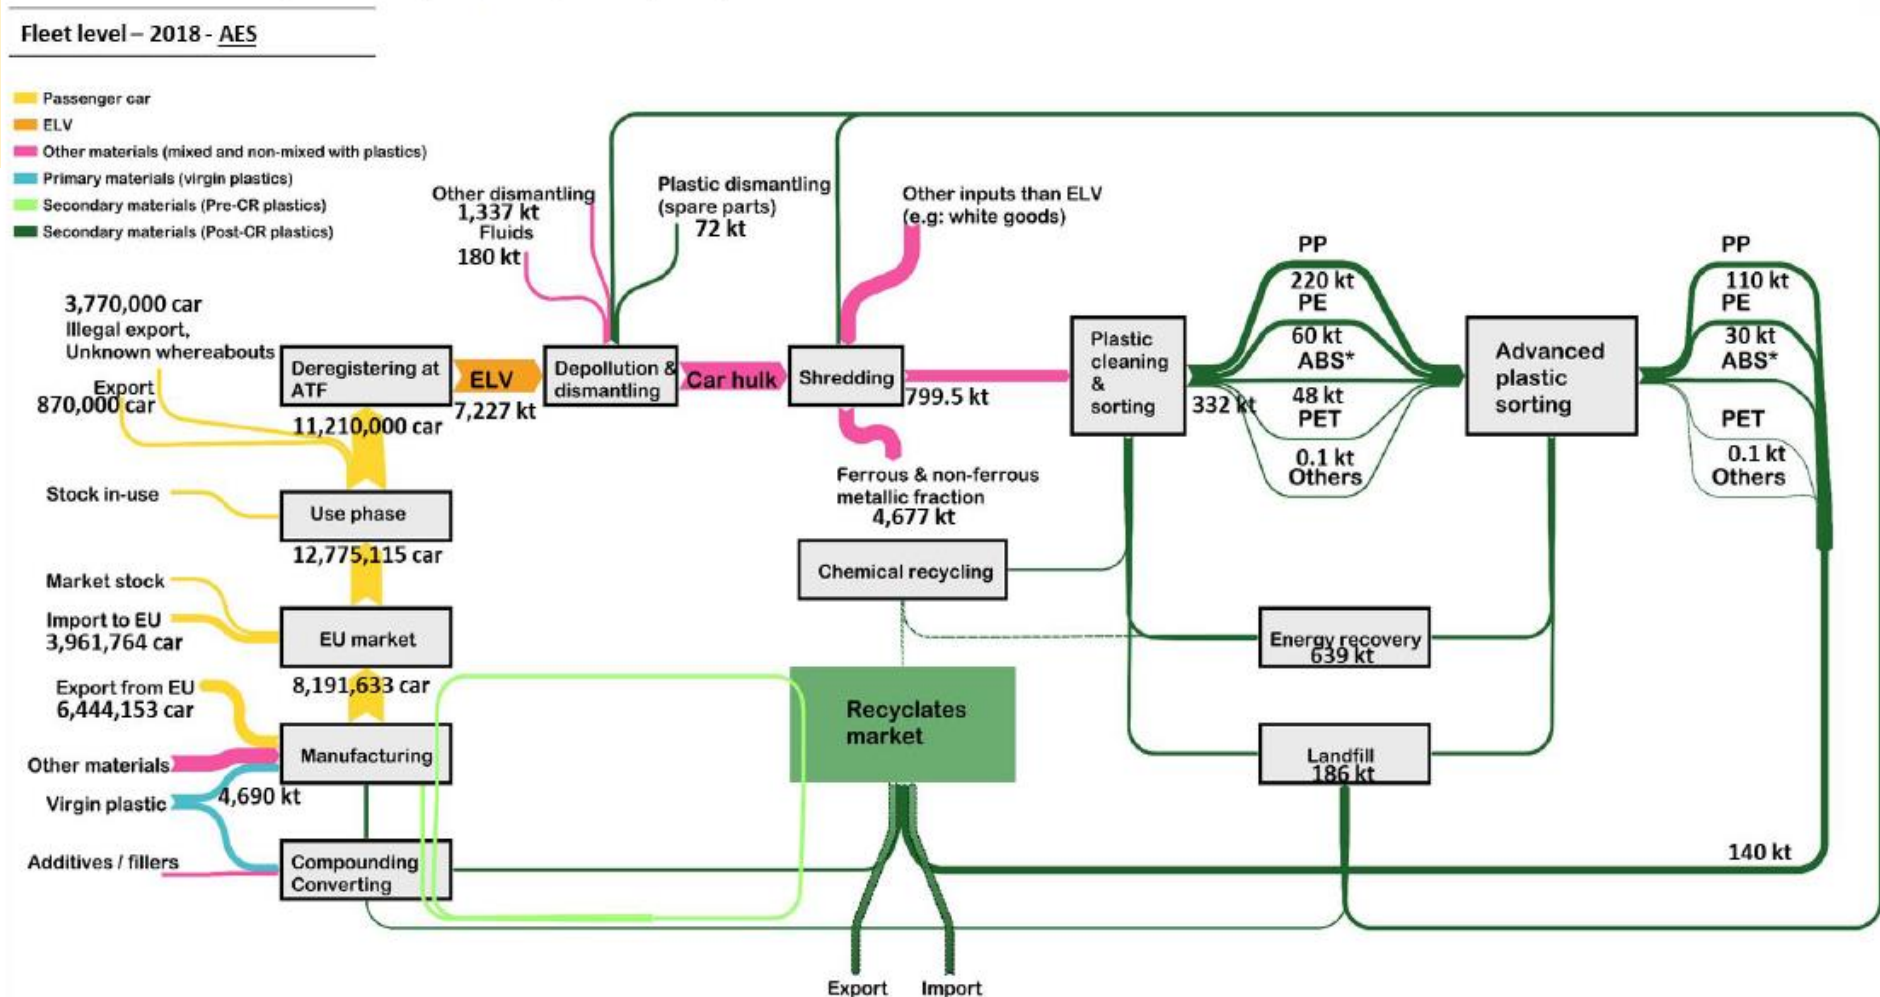 Fleet level – 2018 - AES
Passenger car
ELV
Other materials (mixed and non-mixed with plastics)
Primary materials (virgin plastics)
Secondary materials (Pre-CR plastics)
Secondary materials (Post-CR plastics)
Other dismantling
1,337 kt
Fluids
180 kt
Plastic dismantling
(spare parts)
72 kt
Other inputs than ELV
(e.g: white goods)
3,770,000 car
Illegal export,
Unknown whereabouts
Export
870,000 car
Deregistering at
ATF
11,210,000 car
ELV
7,227 kt
Depollution &
dismantling
Car hulk
Shredding
799.5 kt
Ferrous & non-ferrous
metallic fraction
4,677 kt
Plastic
cleaning
&
sorting
332 kt
PP
220 kt
PE
60 kt
ABS*
48 kt
PET
0.1 kt
Others
Advanced
plastic
sorting
PP
110 kt
PE
30 kt
ABS*
PET
0.1 kt
Others
Stock in-use
Use phase
12,775,115 car
Market stock
Import to EU
3,961,764 car
EU market
8,191,633 car
Export from EU
6,444,153 car
Other materials
Manufacturing
Virgin plastic
4,690 kt
Additives / fillers
Compounding
Converting
Chemical recycling
Recyclates
market
Energy recovery
639 kt
Landfill
186 kt
140 kt
Export
Import